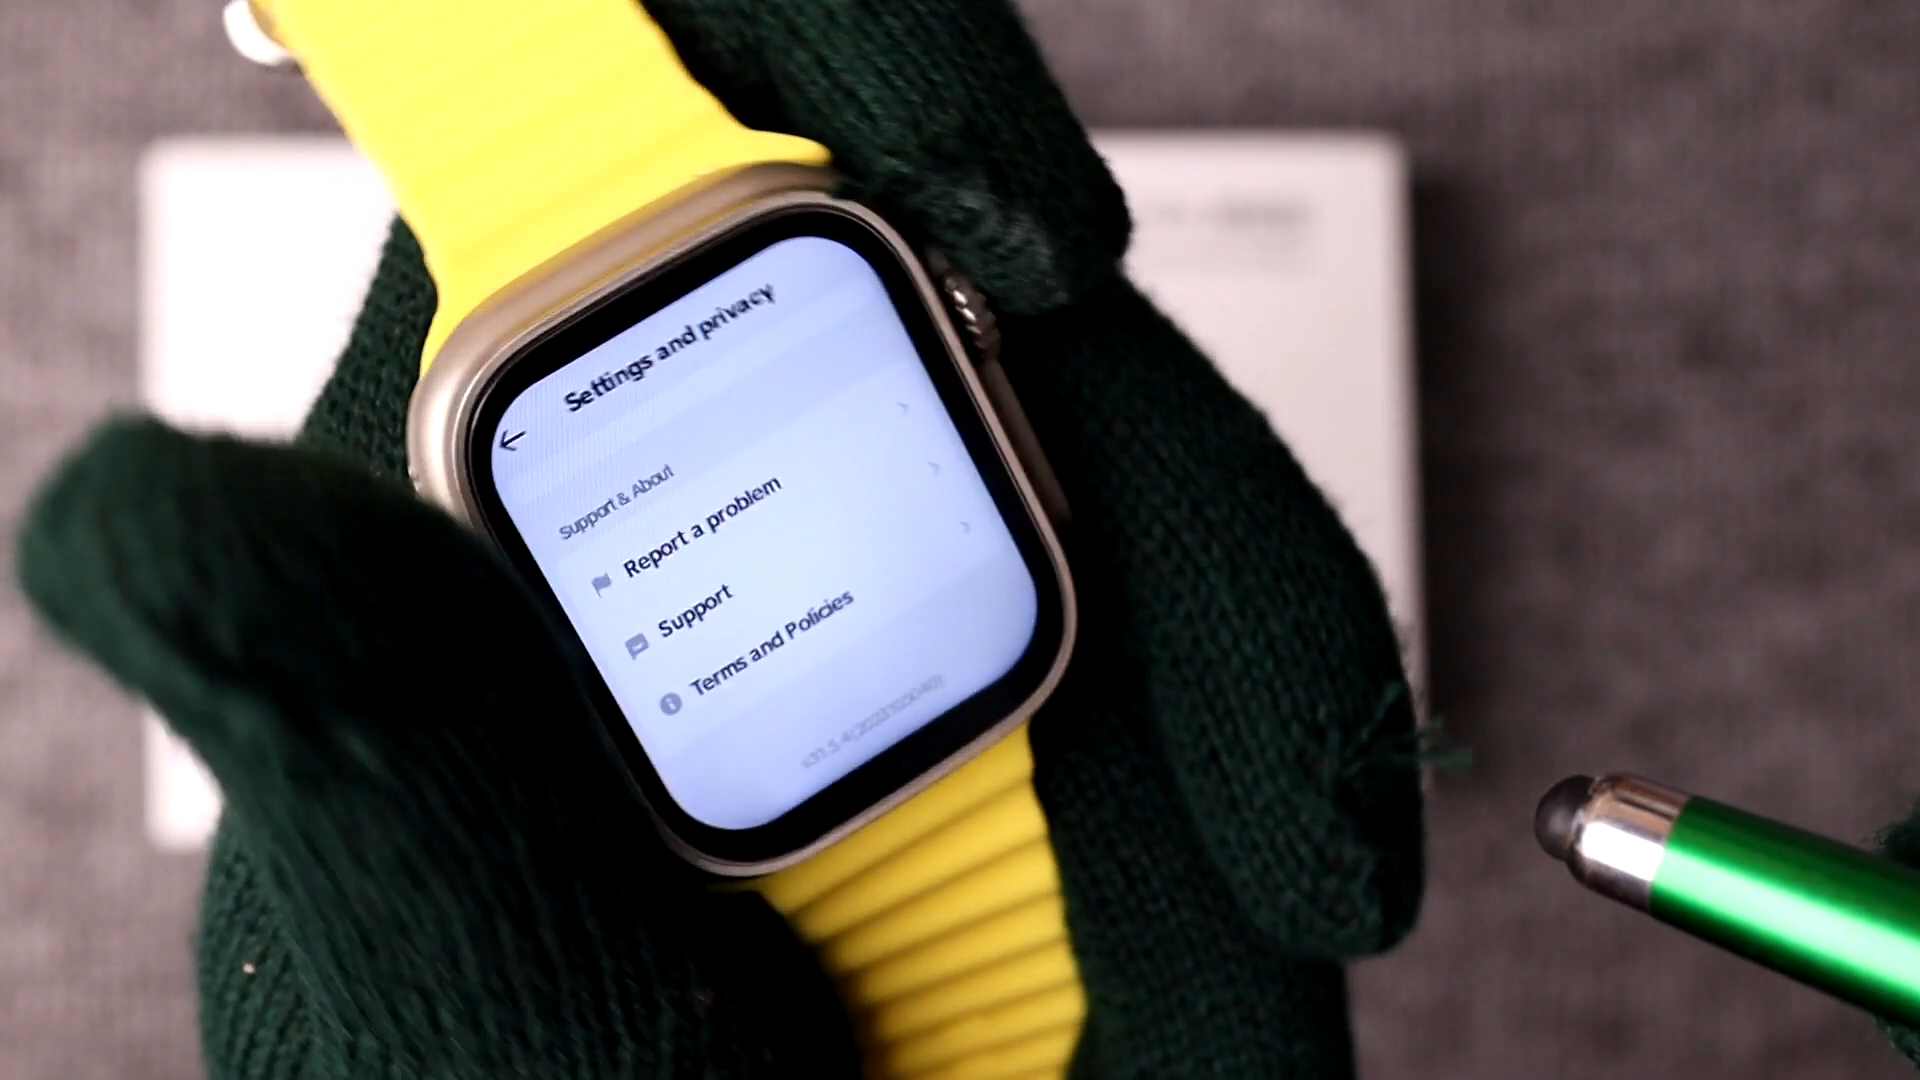 Settings and privacy
Support & About
Report a problem
Support
Terms and Policies